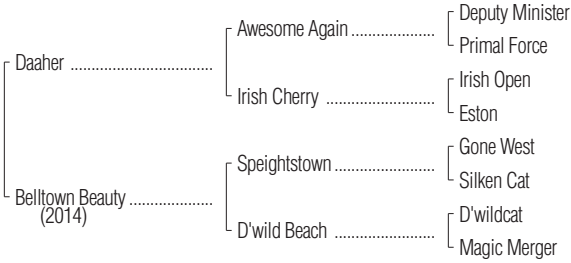 Deputy Minister
Awesome Again ....................
Primal Force
Daaher ..................................
Irish Open
Irish Cherry ..........................
Eston
Gone West
Speightstown........................
Silken Cat
Belltown Beauty ....................
(2014)
D'wildcat
D'wild Beach ........................
Magic Merger